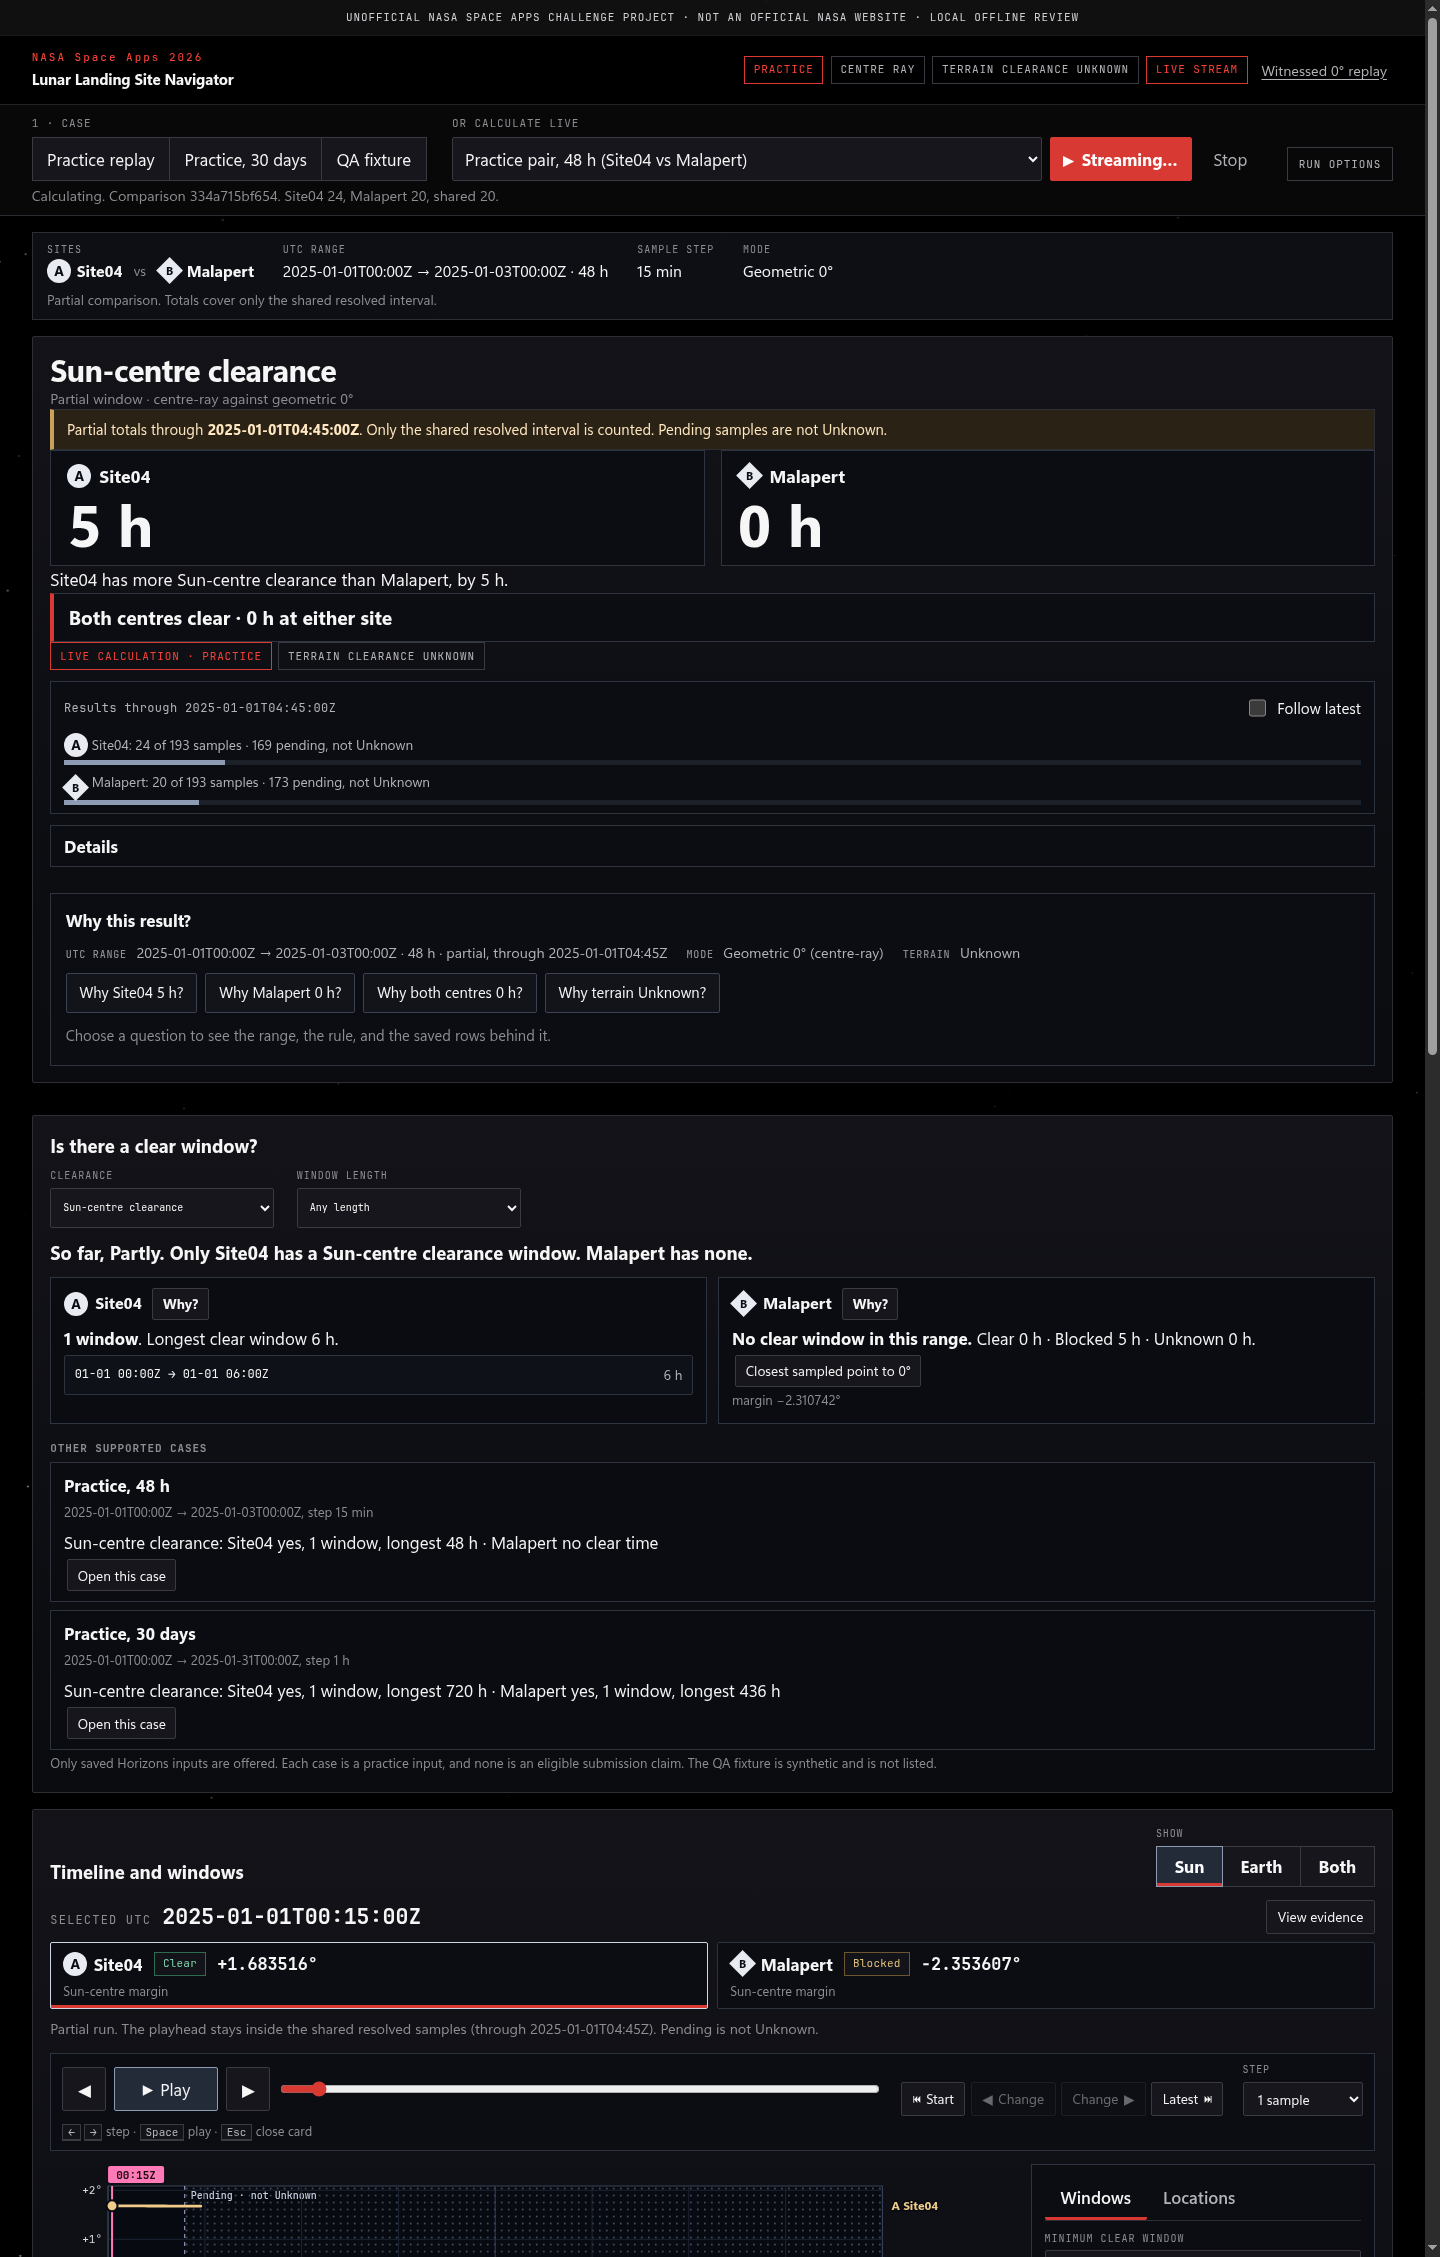 UNOFFICIAL NASA SPACE APPS CHALLENGE PROJECT · NOT AN OFFICIAL NASA WEBSITE · LOCAL OFFLINE REVIEW
NASA Space Apps 2026
Lunar Landing Site Navigator
PRACTICE
CENTRE RAY
TERRAIN CLEARANCE UNKNOWN
LIVE STREAM
Witnessed 0° replay
1 · CASE
Practice replay
Practice, 30 days
QA fixture
OR CALCULATE LIVE
Practice pair, 48 h (Site04 vs Malapert)
▶ Streaming…
Stop
RUN OPTIONS
Calculating. Comparison 334a715bf654. Site04 24, Malapert 20, shared 20.
SITES
A Site04 vs B Malapert
UTC RANGE
2025-01-01T00:00Z → 2025-01-03T00:00Z · 48 h
SAMPLE STEP
15 min
MODE
Geometric 0°
Partial comparison. Totals cover only the shared resolved interval.
Sun-centre clearance
Partial window · centre-ray against geometric 0°
Partial totals through 2025-01-01T04:45:00Z. Only the shared resolved interval is counted. Pending samples are not Unknown.
A Site04
5 h
B Malapert
0 h
Site04 has more Sun-centre clearance than Malapert, by 5 h.
Both centres clear · 0 h at either site
LIVE CALCULATION · PRACTICE
TERRAIN CLEARANCE UNKNOWN
Results through 2025-01-01T04:45:00Z
Follow latest
A Site04: 24 of 193 samples · 169 pending, not Unknown
B Malapert: 20 of 193 samples · 173 pending, not Unknown
Details
Why this result?
UTC RANGE 2025-01-01T00:00Z → 2025-01-03T00:00Z · 48 h · partial, through 2025-01-01T04:45Z MODE Geometric 0° (centre-ray) TERRAIN Unknown
Why Site04 5 h?
Why Malapert 0 h?
Why both centres 0 h?
Why terrain Unknown?
Choose a question to see the range, the rule, and the saved rows behind it.
Is there a clear window?
CLEARANCE
Sun-centre clearance
WINDOW LENGTH
Any length
So far, Partly. Only Site04 has a Sun-centre clearance window. Malapert has none.
A Site04 Why?
1 window. Longest clear window 6 h.
01-01 00:00Z → 01-01 06:00Z 6 h
B Malapert Why?
No clear window in this range. Clear 0 h · Blocked 5 h · Unknown 0 h.
Closest sampled point to 0°
margin −2.310742°
OTHER SUPPORTED CASES
Practice, 48 h
2025-01-01T00:00Z → 2025-01-03T00:00Z, step 15 min
Sun-centre clearance: Site04 yes, 1 window, longest 48 h · Malapert no clear time
Open this case
Practice, 30 days
2025-01-01T00:00Z → 2025-01-31T00:00Z, step 1 h
Sun-centre clearance: Site04 yes, 1 window, longest 720 h · Malapert yes, 1 window, longest 436 h
Open this case
Only saved Horizons inputs are offered. Each case is a practice input, and none is an eligible submission claim. The QA fixture is synthetic and is not listed.
Timeline and windows
SHOW
Sun
Earth
Both
SELECTED UTC 2025-01-01T00:15:00Z
View evidence
A Site04 Clear +1.683516°
Sun-centre margin
B Malapert Blocked -2.353607°
Sun-centre margin
Partial run. The playhead stays inside the shared resolved samples (through 2025-01-01T04:45Z). Pending is not Unknown.
◀
▶ Play
▶
⏮ Start
◀ Change
Change ▶
Latest ⏭
STEP
1 sample
← → step · Space play · Esc close card
00:15Z
+2°
Pending · not Unknown
A Site04
+1°
Windows
Locations
MINIMUM CLEAR WINDOW